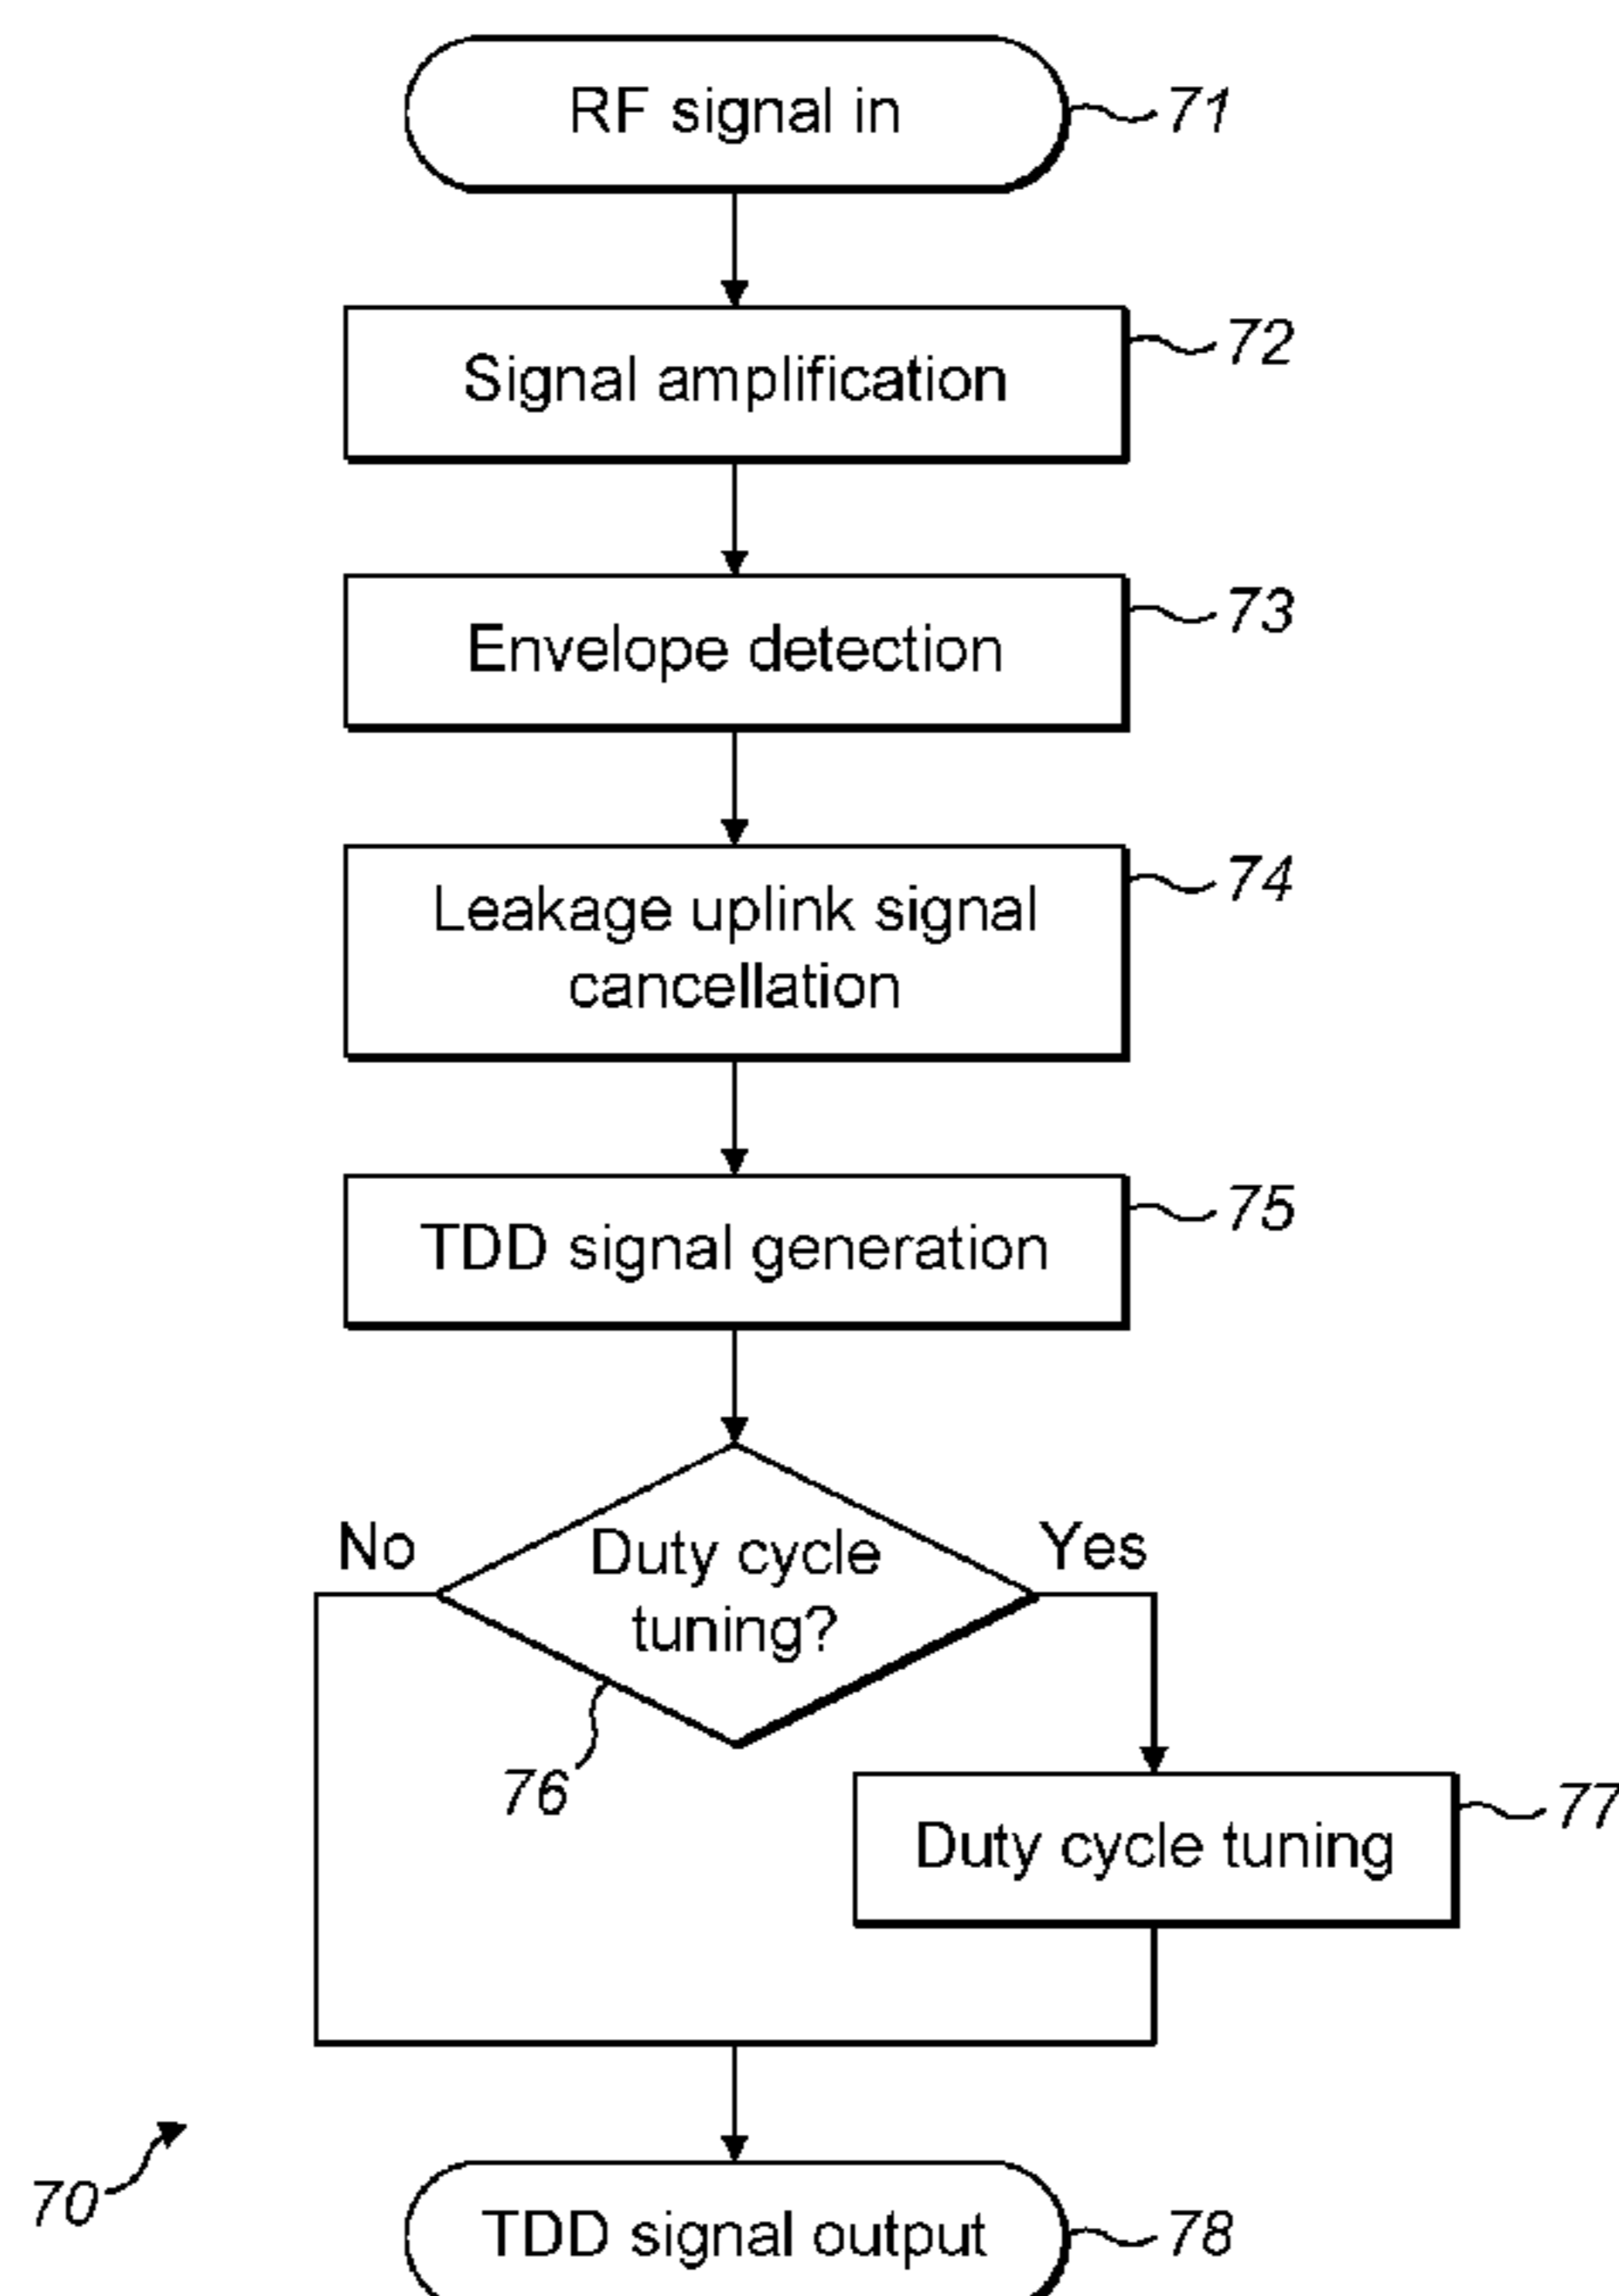 RF signal in
71
Signal amplification
72
Envelope detection
73
Leakage uplink signal
cancellation
74
TDD signal generation
75
No
Duty cycle
tuning?
Yes
76
Duty cycle tuning
77
70
TDD signal output
78